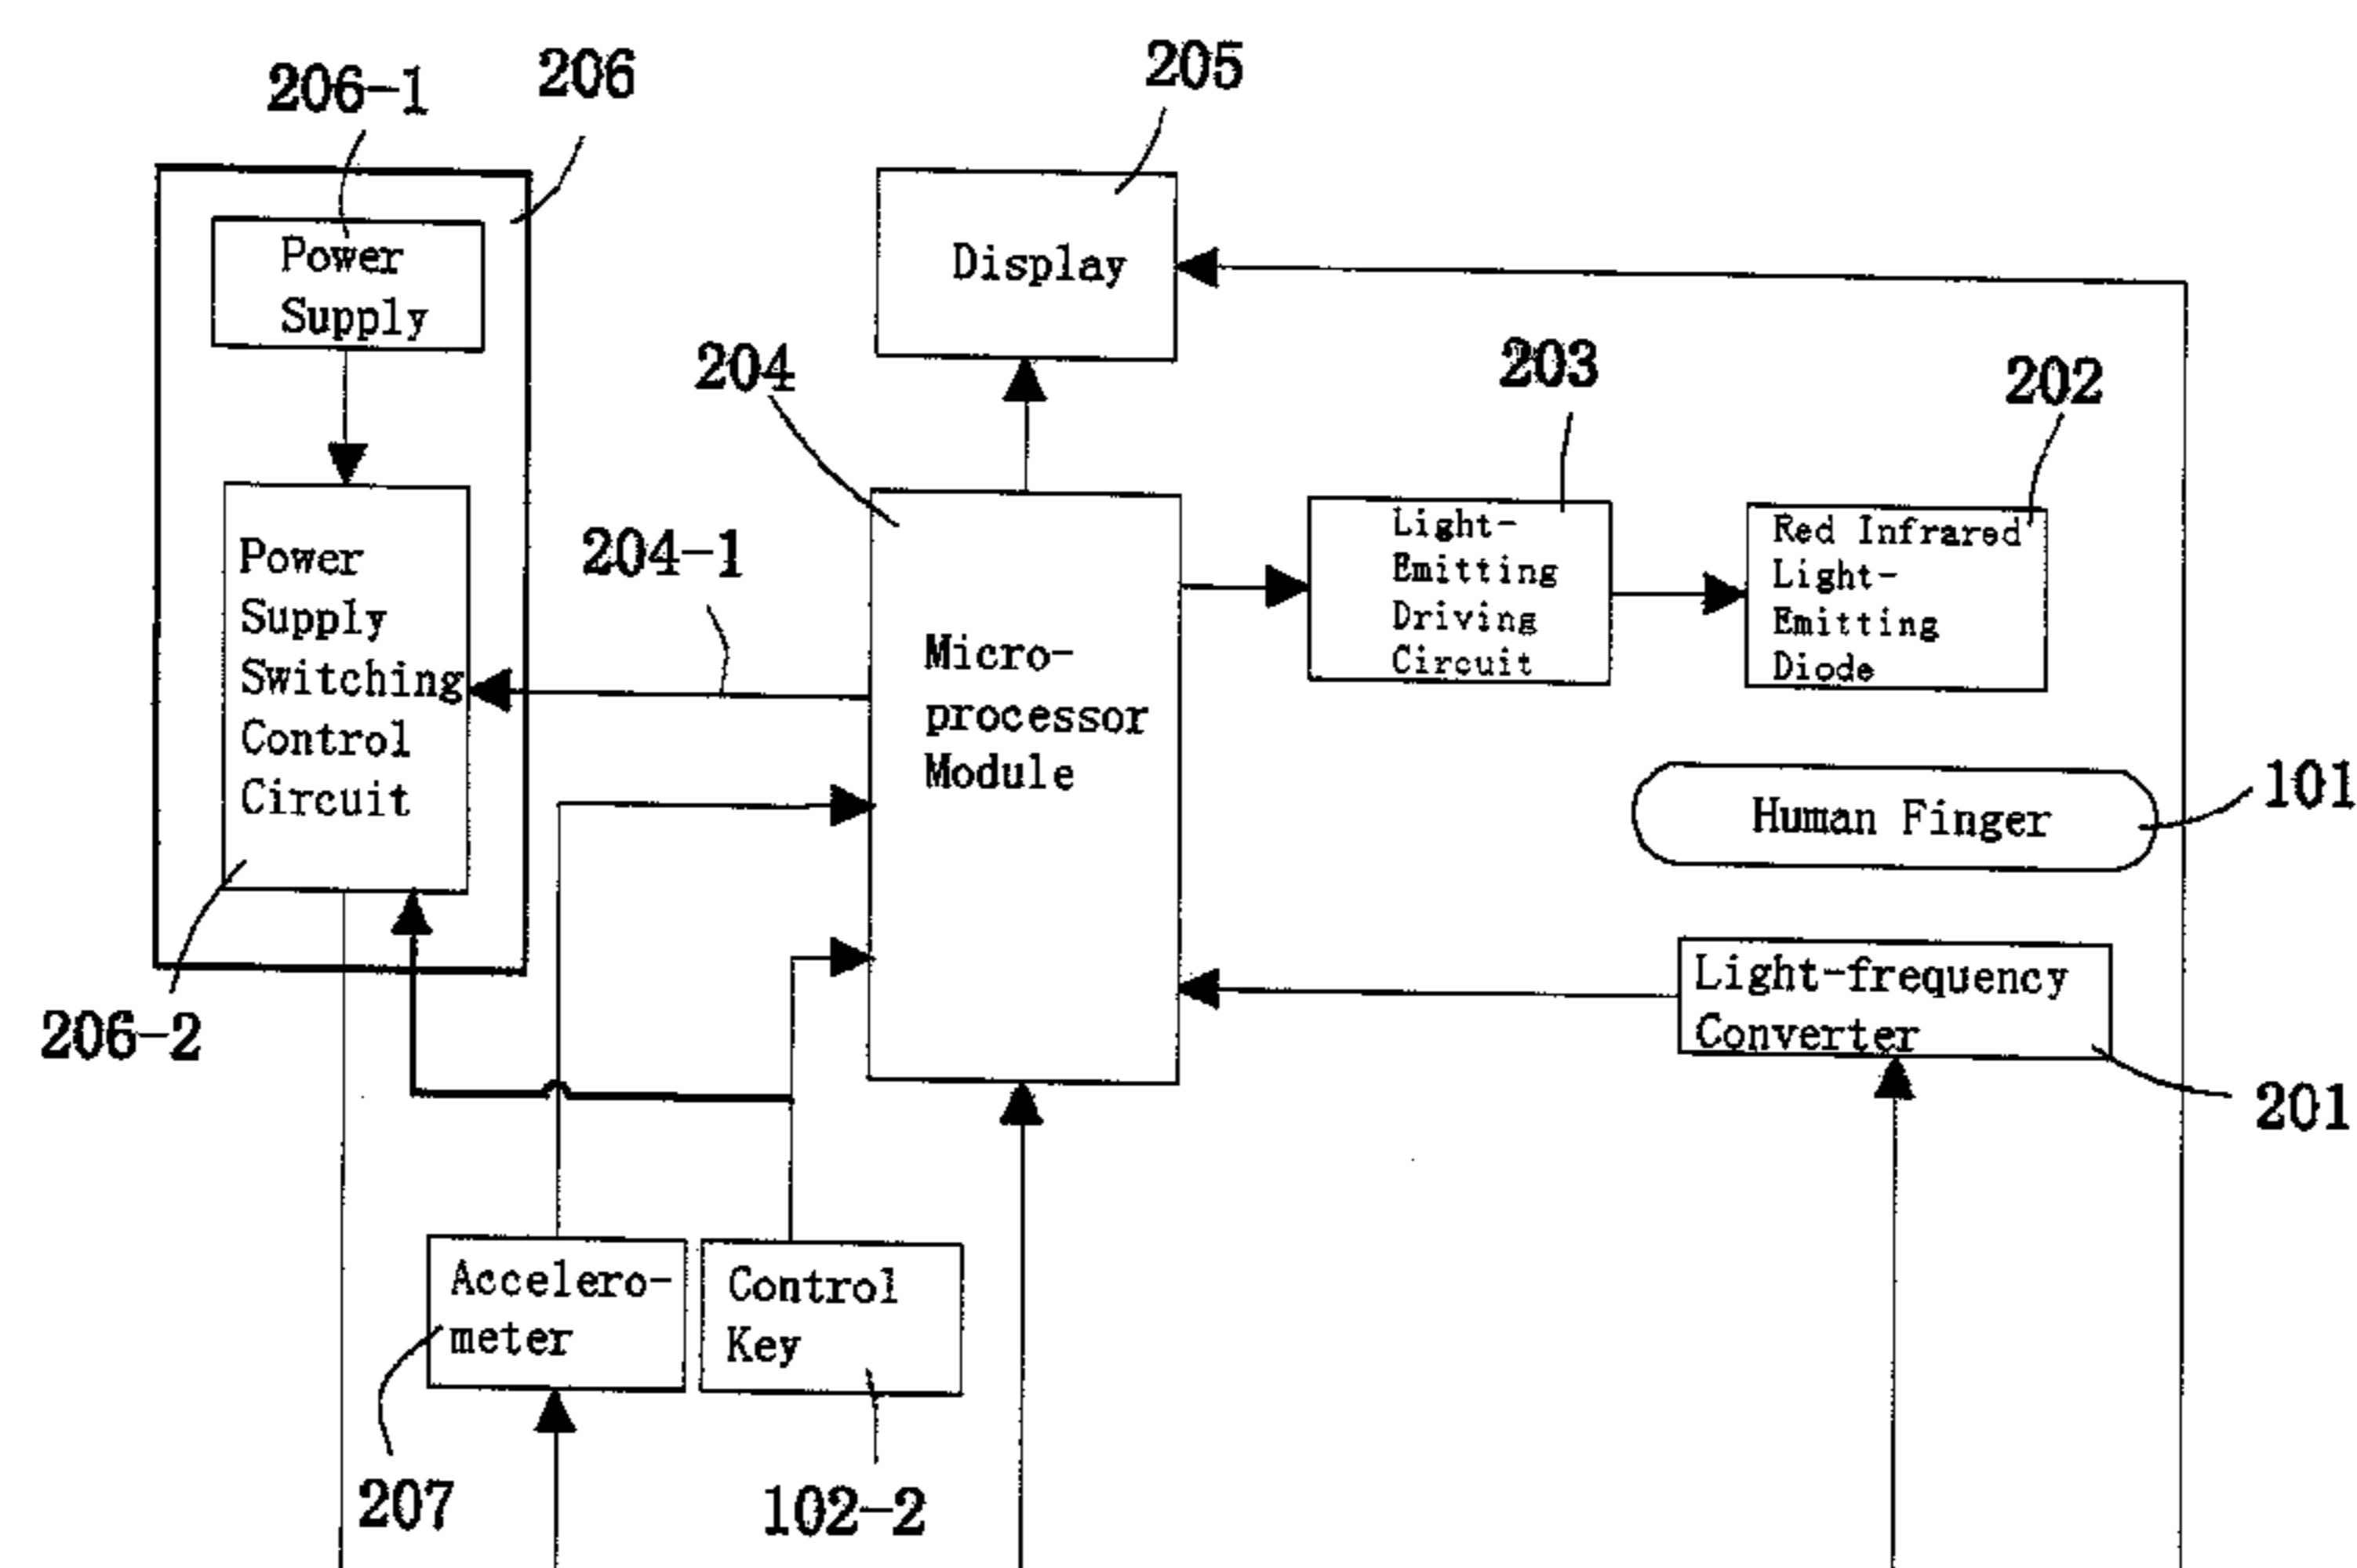 205
206-1
206
Power
Supply
Display
204
203
202
204-1
Power
Supply
Switching
Control
Circuit
Micro-
processor
Module
Light-
Emitting
Driving
Circuit
Red Infrared
Light-
Emitting
Diode
Human Finger
101
Light-frequency
Converter
206-2
201
Accelero-
meter
Control
Key
207
102-2